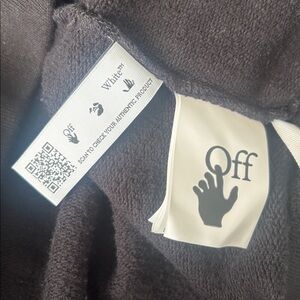 Off
White™
SCAN TO CHECK YOUR AUTHENTIC PRODUCT
Off